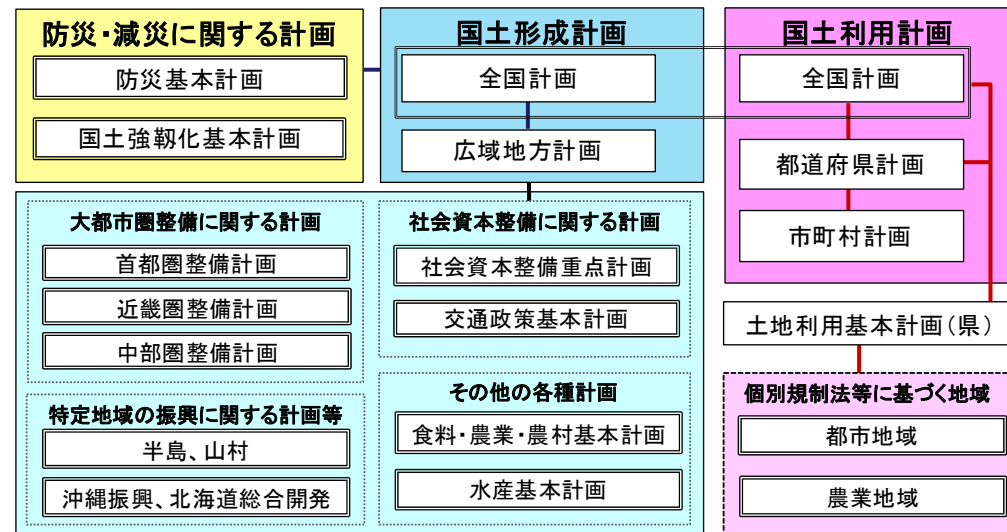 防災・減災に関する計画
防災基本計画
国土強靱化基本計画
国土形成計画
全国計画
広域地方計画
国土利用計画
全国計画
都道府県計画
市町村計画
土地利用基本計画（県）
大都市圏整備に関する計画
首都圏整備計画
近畿圏整備計画
中部圏整備計画
特定地域の振興に関する計画等
半島、山村
沖縄振興、北海道総合開発
社会資本整備に関する計画
社会資本整備重点計画
交通政策基本計画
その他の各種計画
食料・農業・農村基本計画
水産基本計画
個別規制法等に基づく地域
都市地域
農業地域